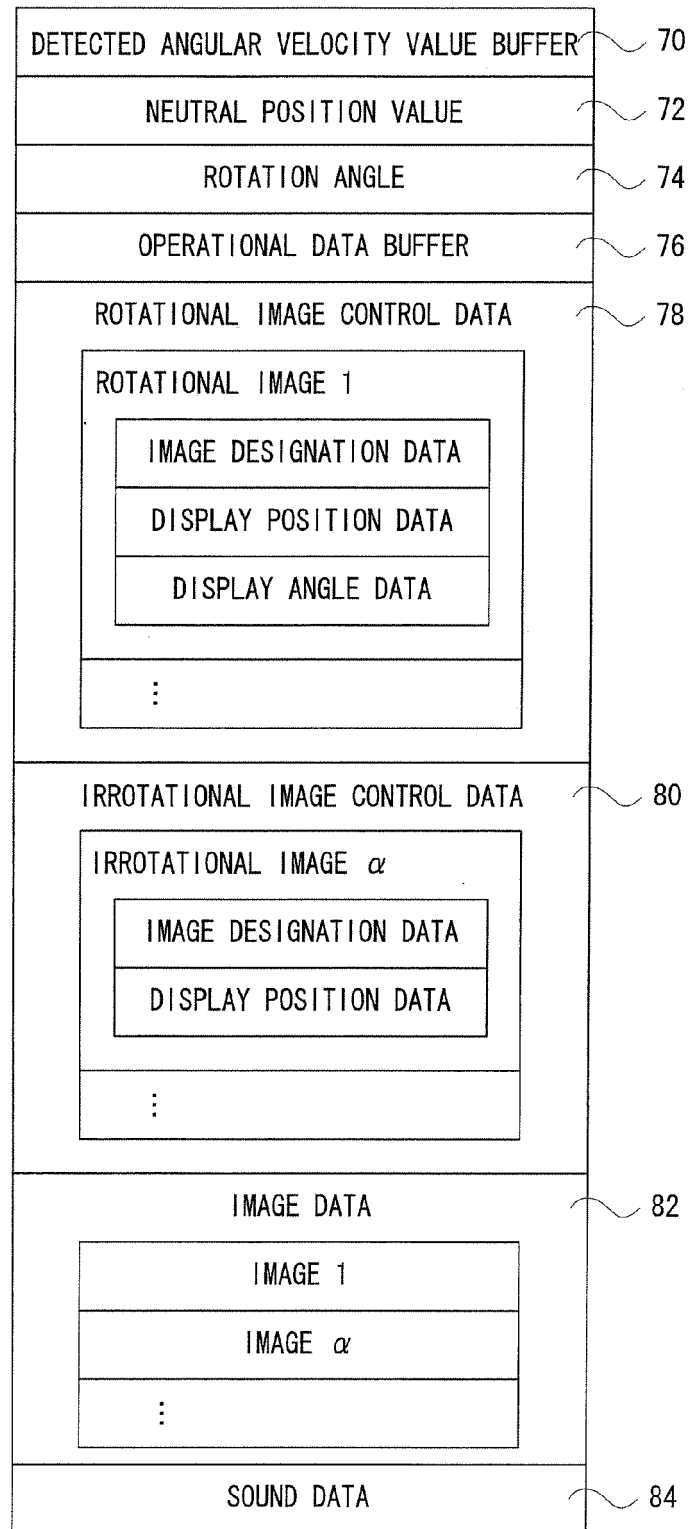 DETECTED ANGULAR VELOCITY VALUE BUFFER 70
NEUTRAL POSITION VALUE 72
ROTATION ANGLE 74
OPERATIONAL DATA BUFFER 76
ROTATIONAL IMAGE CONTROL DATA 78
ROTATIONAL IMAGE 1
IMAGE DESIGNATION DATA
DISPLAY POSITION DATA
DISPLAY ANGLE DATA
⋮
IRROTATIONAL IMAGE CONTROL DATA 80
IRROTATIONAL IMAGE α
IMAGE DESIGNATION DATA
DISPLAY POSITION DATA
⋮
IMAGE DATA 82
IMAGE 1
IMAGE α
⋮
SOUND DATA 84